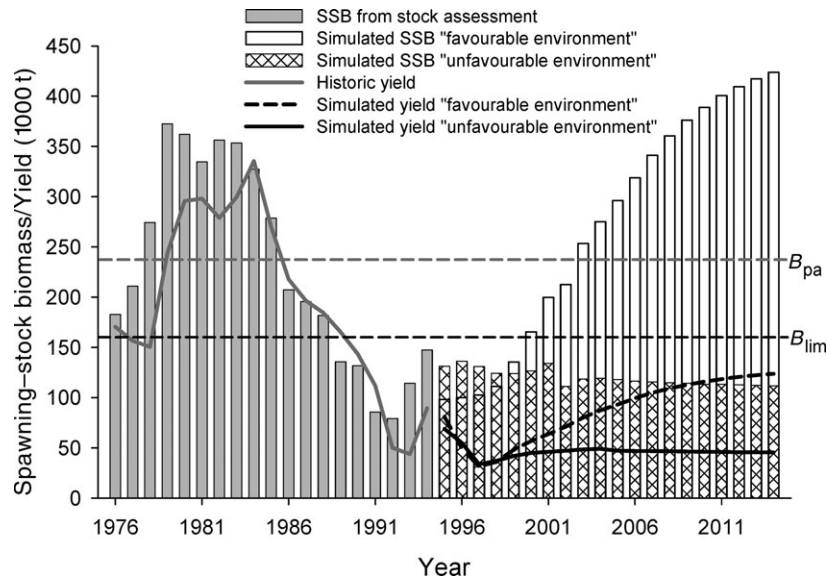 SSB from stock assessment
Simulated SSB "favourable environment"
Simulated SSB "unfavourable environment"
Historic yield
Simulated yield "favourable environment"
Simulated yield "unfavourable environment"
Spawning–stock biomass/Yield (1000 t)
450
400
350
300
250
200
150
100
50
0
Bpa
Blim
1976 1981 1986 1991 1996 2001 2006 2011
Year